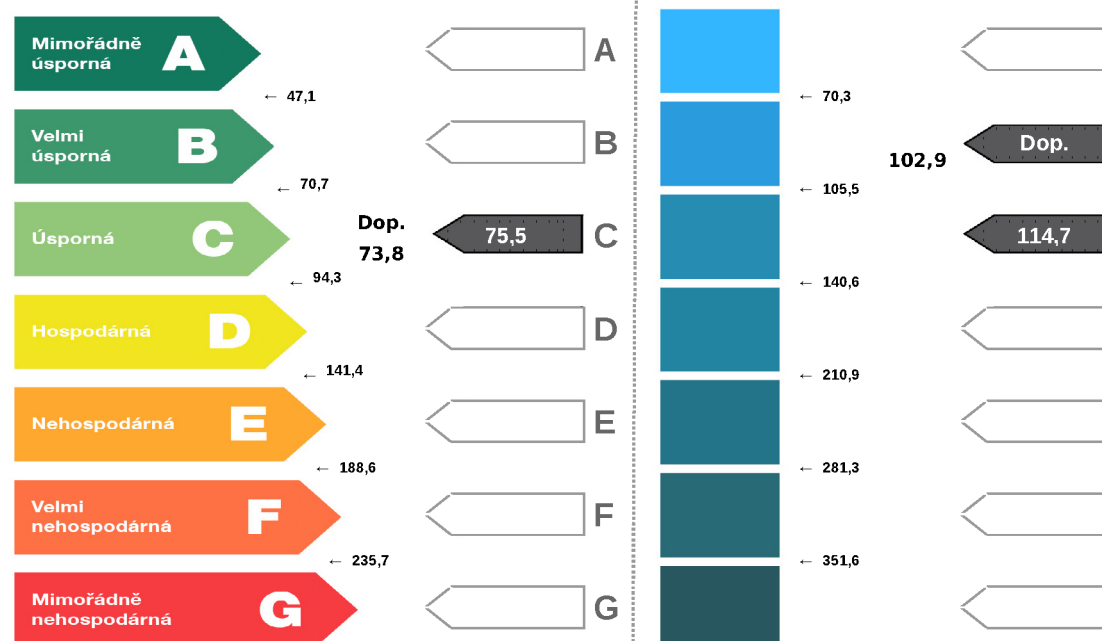 Mimořádně
úsporná
A
A
← 47,1
← 70,3
Velmi
úsporná
B
B
Dop.
102,9
← 70,7
← 105,5
Úsporná
C
Dop.
73,8
75,5
C
114,7
← 94,3
← 140,6
Hospodárná
D
D
← 141,4
← 210,9
Nehospodárná
E
E
← 188,6
← 281,3
Velmi
nehospodárná
F
F
← 235,7
← 351,6
Mimořádně
nehospodárná
G
G